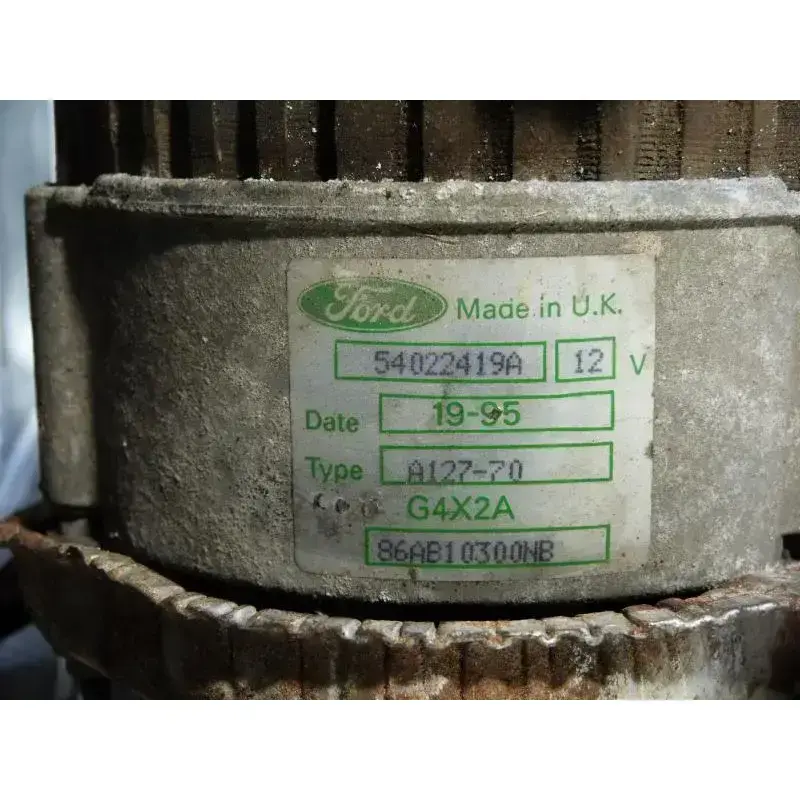 Ford Made in U.K.
54022419A 12 V
Date 19-95
Type A127-70
G4X2A
86AB10300NB